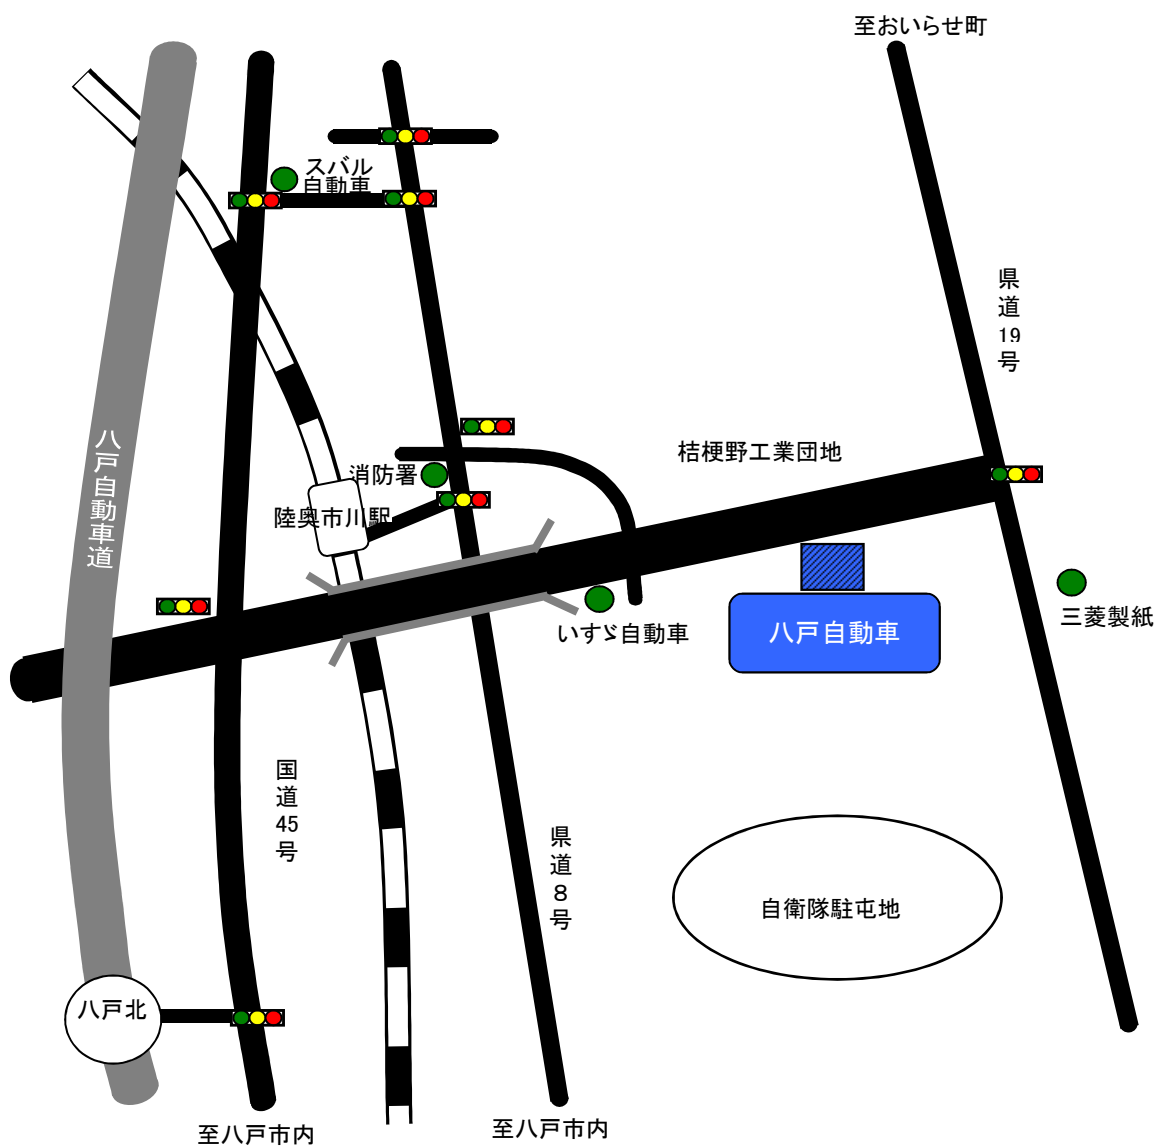 至おいらせ町
スバル
自動車
県道19号
八戸自動車道
桔梗野工業団地
消防署
陸奥市川駅
三菱製紙
いすゞ自動車
八戸自動車
国道45号
県道８号
自衛隊駐屯地
八戸北
至八戸市内
至八戸市内